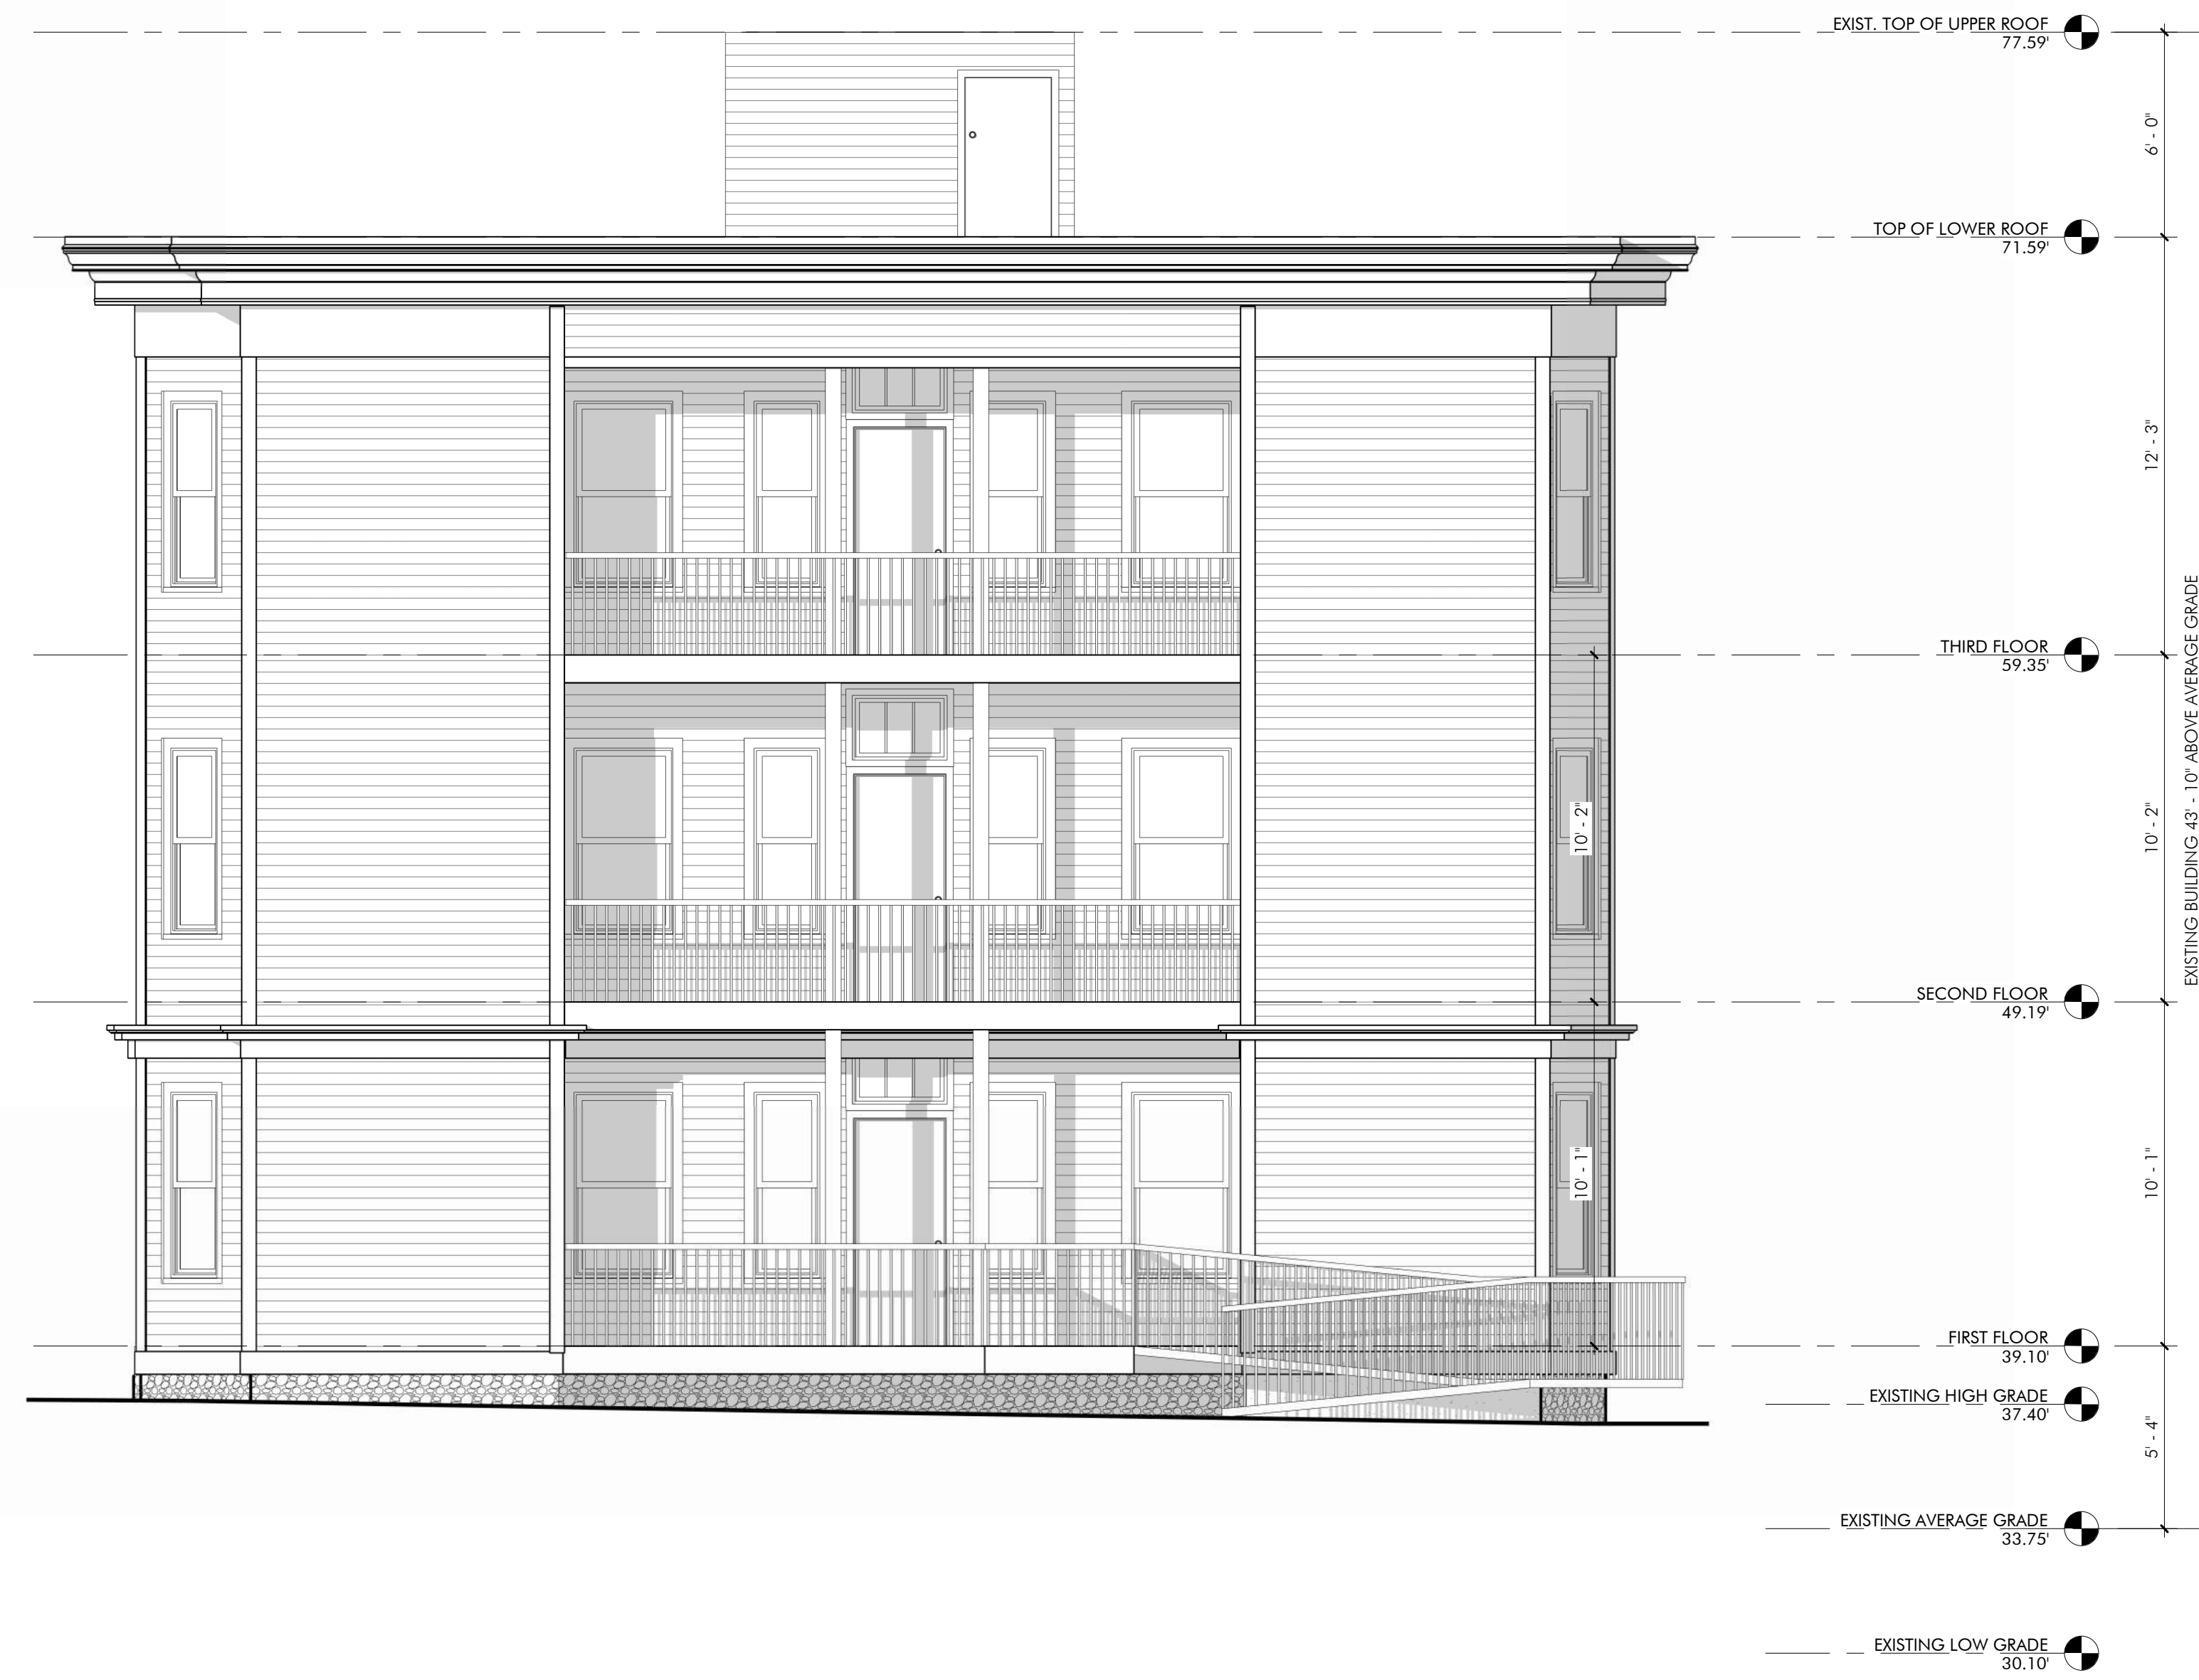 EXIST. TOP OF UPPER ROOF
77.59'
6' - 0"
TOP OF LOWER ROOF
71.59'
12' - 3"
THIRD FLOOR
59.35'
EXISTING BUILDING 43' - 10" ABOVE AVERAGE GRADE
10' - 2"
10' - 2"
SECOND FLOOR
49.19'
10' - 1"
10' - 1"
FIRST FLOOR
39.10'
EXISTING HIGH GRADE
37.40'
5' - 4"
EXISTING AVERAGE GRADE
33.75'
EXISTING LOW GRADE
30.10'